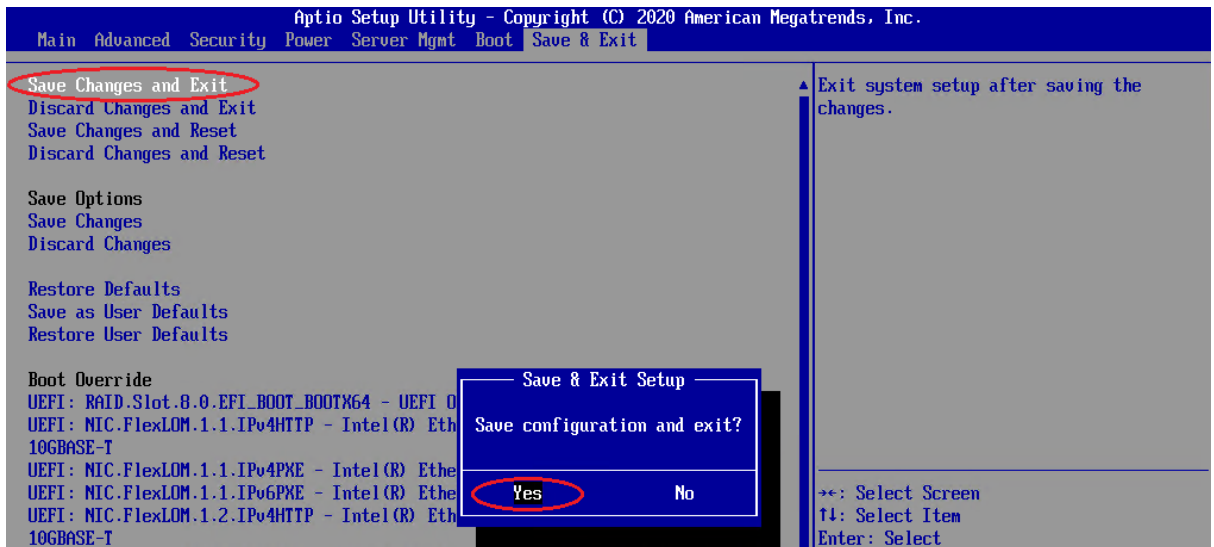 Aptio Setup Utility - Copyright (C) 2020 American Megatrends, Inc.
Main Advanced Security Power Server Mgmt Boot Save & Exit
Save Changes and Exit
Discard Changes and Exit
Save Changes and Reset
Discard Changes and Reset
Save Options
Save Changes
Discard Changes
Restore Defaults
Save as User Defaults
Restore User Defaults
Boot Override
UEFI: RAID.Slot.8.0.EFI_BOOT_BOOTX64 - UEFI O
UEFI: NIC.FlexLOM.1.1.IPv4HTTP - Intel(R) Eth
10GBASE-T
UEFI: NIC.FlexLOM.1.1.IPv4PXE - Intel(R) Ethe
UEFI: NIC.FlexLOM.1.1.IPv6PXE - Intel(R) Ethe
UEFI: NIC.FlexLOM.1.2.IPv4HTTP - Intel(R) Eth
10GBASE-T
Save & Exit Setup
Save configuration and exit?
Yes No
Exit system setup after saving the
changes.
→←: Select Screen
↑↓: Select Item
Enter: Select